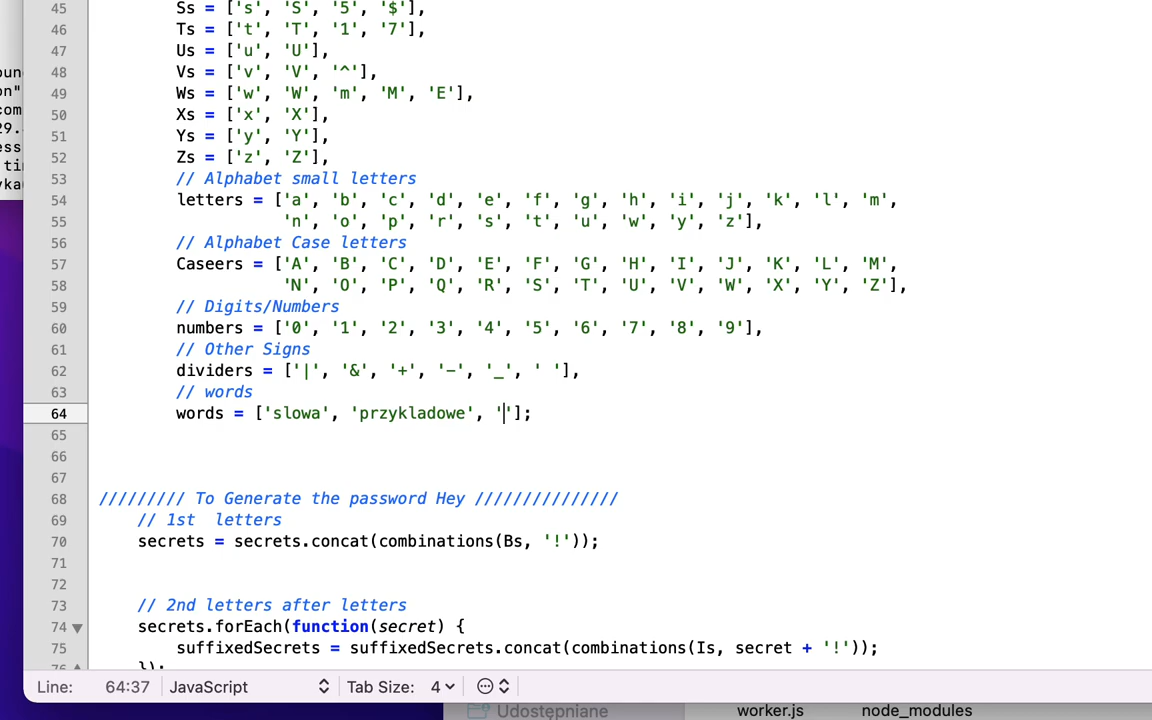 45 Ss = ['s', 'S', '5', '$'],
46 Ts = ['t', 'T', '1', '7'],
47 Us = ['u', 'U'],
48 Vs = ['v', 'V', '^'],
49 Ws = ['w', 'W', 'm', 'M', 'E'],
50 Xs = ['x', 'X'],
51 Ys = ['y', 'Y'],
52 Zs = ['z', 'Z'],
53 // Alphabet small letters
54 letters = ['a', 'b', 'c', 'd', 'e', 'f', 'g', 'h', 'i', 'j', 'k', 'l', 'm',
55 'n', 'o', 'p', 'r', 's', 't', 'u', 'w', 'y', 'z'],
56 // Alphabet Case letters
57 Caseers = ['A', 'B', 'C', 'D', 'E', 'F', 'G', 'H', 'I', 'J', 'K', 'L', 'M',
58 'N', 'O', 'P', 'Q', 'R', 'S', 'T', 'U', 'V', 'W', 'X', 'Y', 'Z'],
59 // Digits/Numbers
60 numbers = ['0', '1', '2', '3', '4', '5', '6', '7', '8', '9'],
61 // Other Signs
62 dividers = ['|', '&', '+', '-', '_', ' '],
63 // words
64 words = ['slowa', 'przykladowe', ''];
65
66
67
68 ///////// To Generate the password Hey ///////////////
69 // 1st  letters
70 secrets = secrets.concat(combinations(Bs, '!'));
71
72
73 // 2nd letters after letters
74 secrets.forEach(function(secret) {
75 suffixedSecrets = suffixedSecrets.concat(combinations(Is, secret + '!'));
76 });
Line: 64:37 JavaScript Tab Size: 4
Udostępniane worker.js node_modules